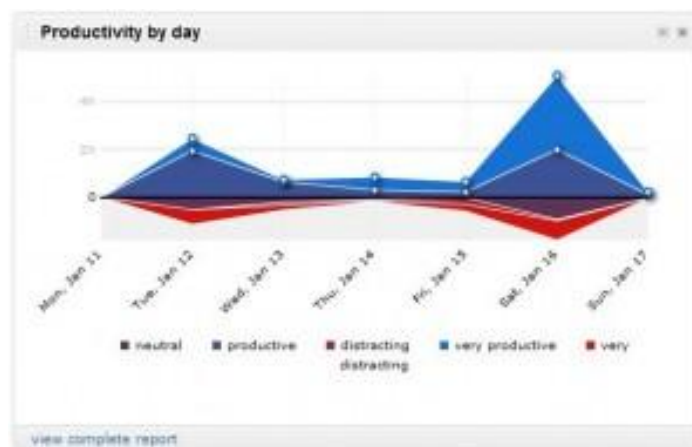 Productivity by day
40
20
0
Mon, Jan 11
Tue, Jan 12
Wed, Jan 13
Thu, Jan 14
Fri, Jan 15
Sat, Jan 16
Sun, Jan 17
neutral productive distracting very productive very
distracting
view complete report